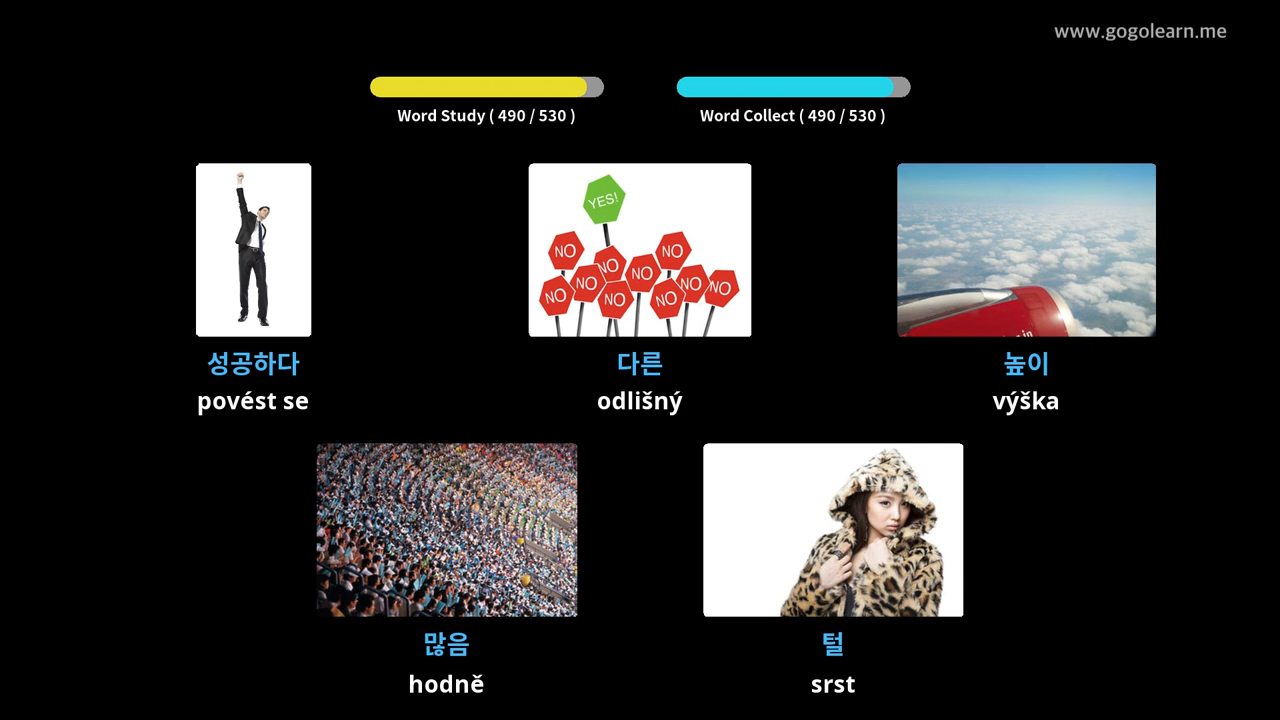 www.gogolearn.me
Word Study ( 490 / 530 )
Word Collect ( 490 / 530 )
YES!
NO
NO
NO
NO
NO
NO
NO
NO
NO
NO
성공하다
povést se
다른
odlišný
높이
výška
많음
hodně
털
srst